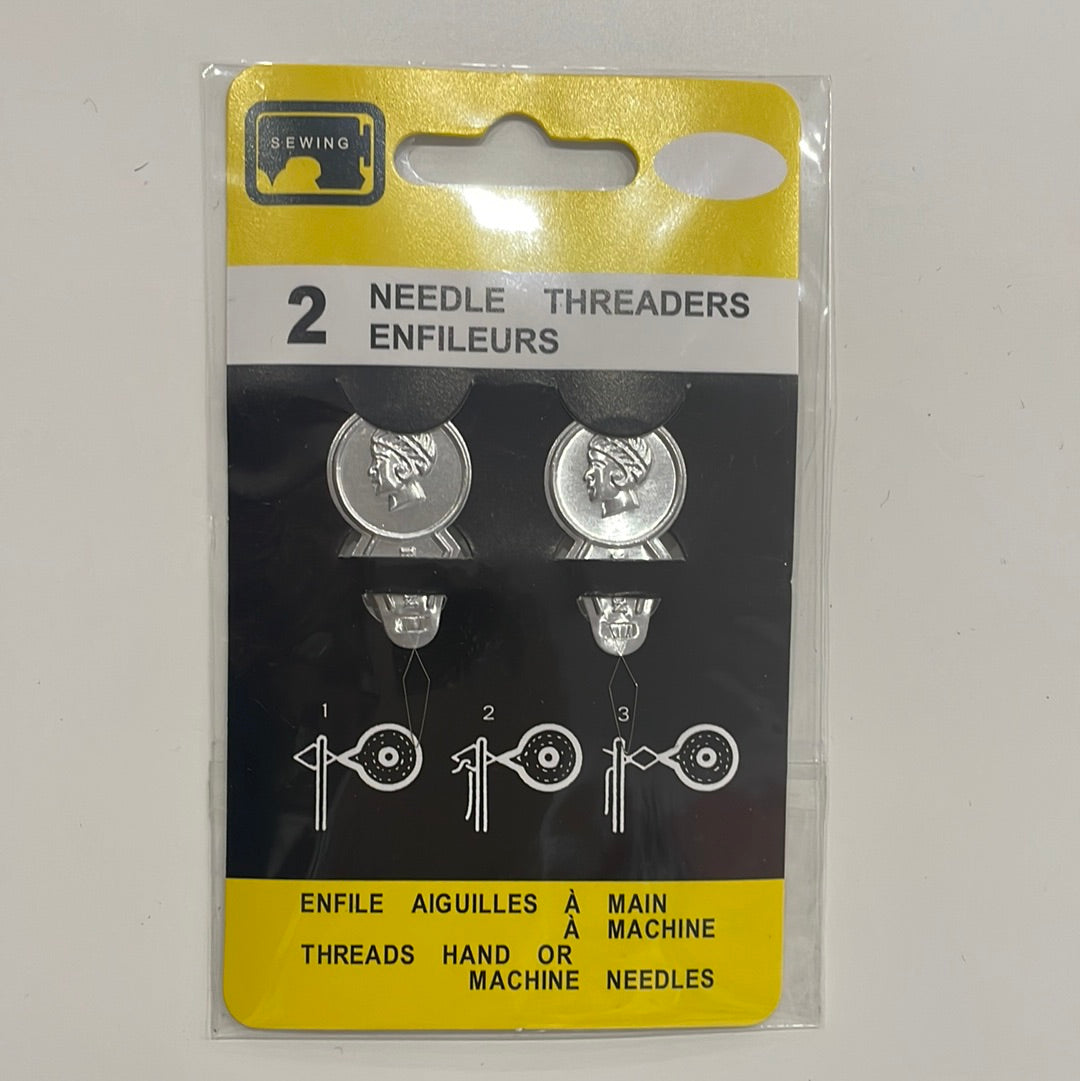 SEWING
2
NEEDLE THREADERS
ENFILEURS
1 2 3
ENFILE AIGUILLES À MAIN
À MACHINE
THREADS HAND OR
MACHINE NEEDLES